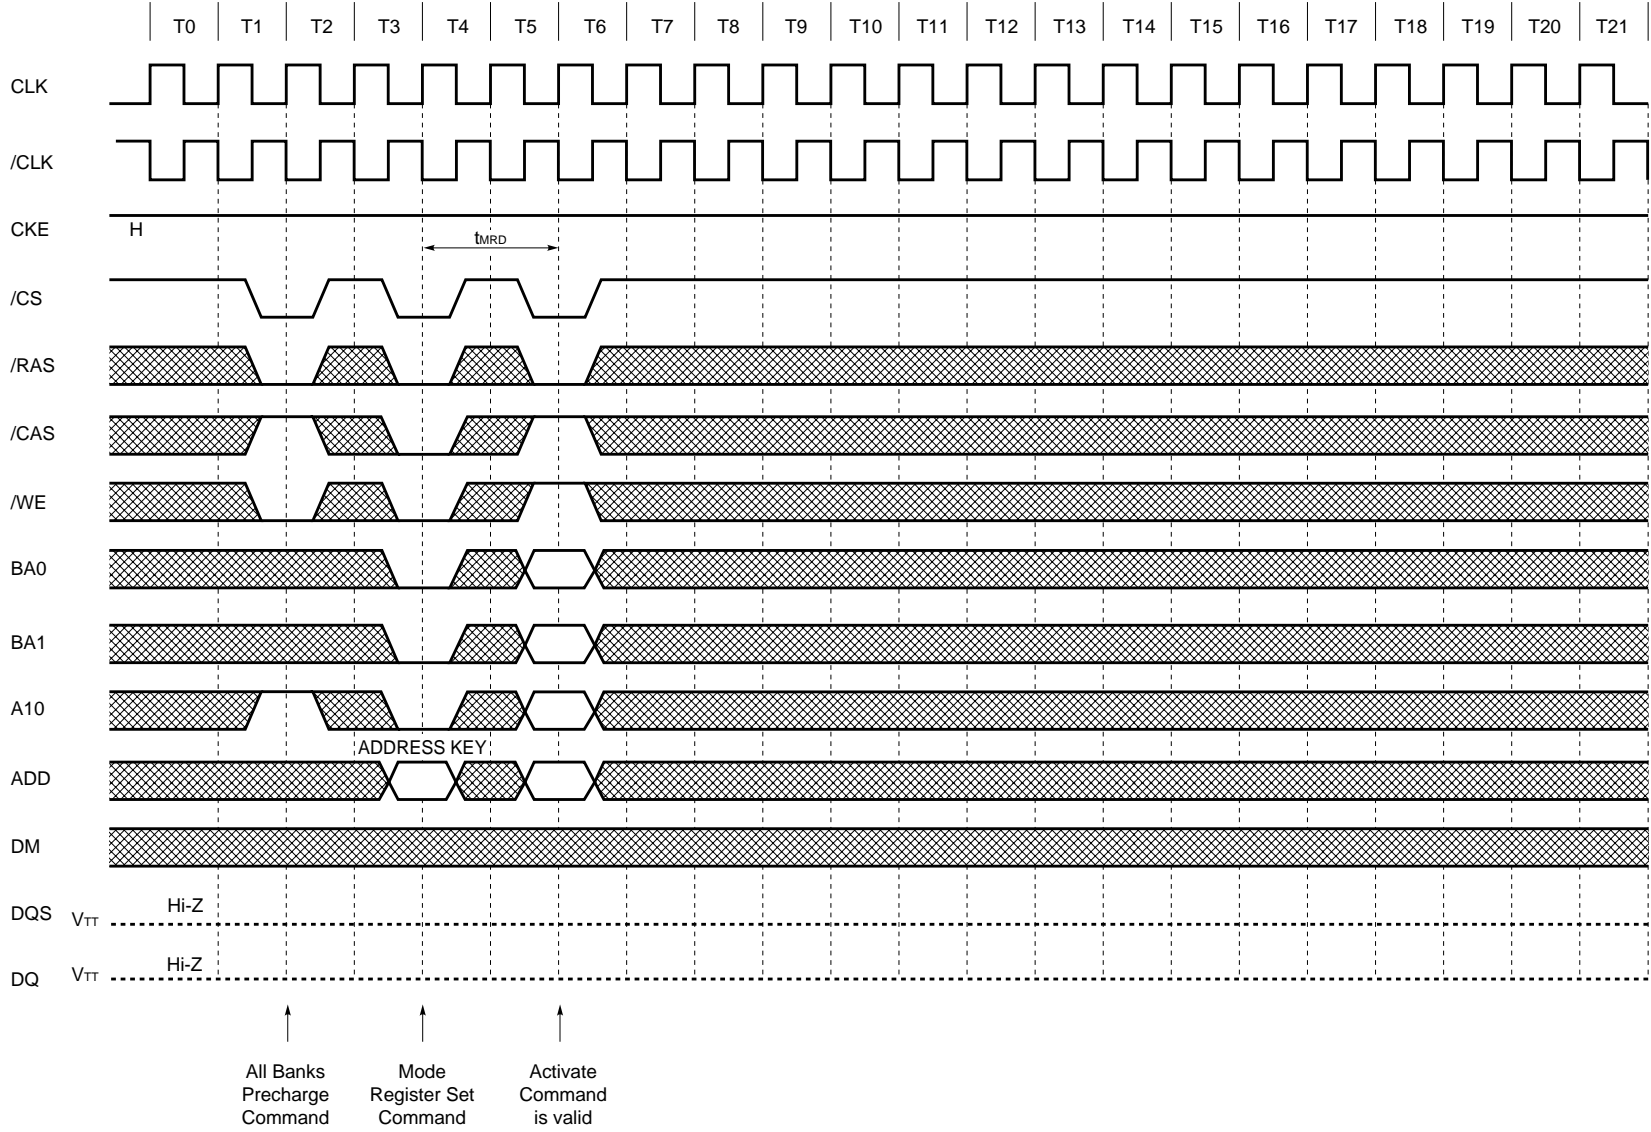 T0 T1 T2 T3 T4 T5 T6 T7 T8 T9 T10 T11 T12 T13 T14 T15 T16 T17 T18 T19 T20 T21
CLK
/CLK
CKE H
tMRD
/CS
/RAS
/CAS
/WE
BA0
BA1
A10
ADDRESS KEY
ADD
DM
Hi-Z
DQS VTT
Hi-Z
DQ VTT
All Banks
Precharge
Command
Mode
Register Set
Command
Activate
Command
is valid